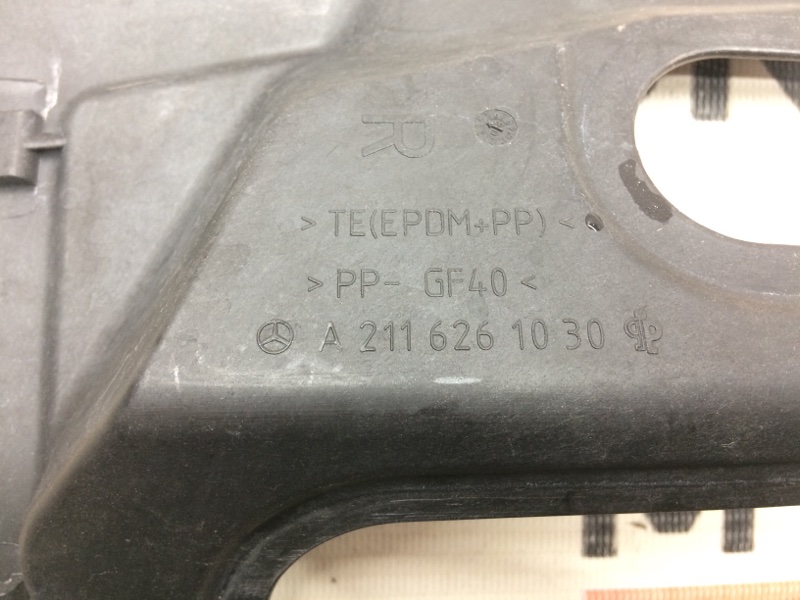 R
> TE(EPDM+PP) <
> PP- GF40 <
A 211 626 10 30